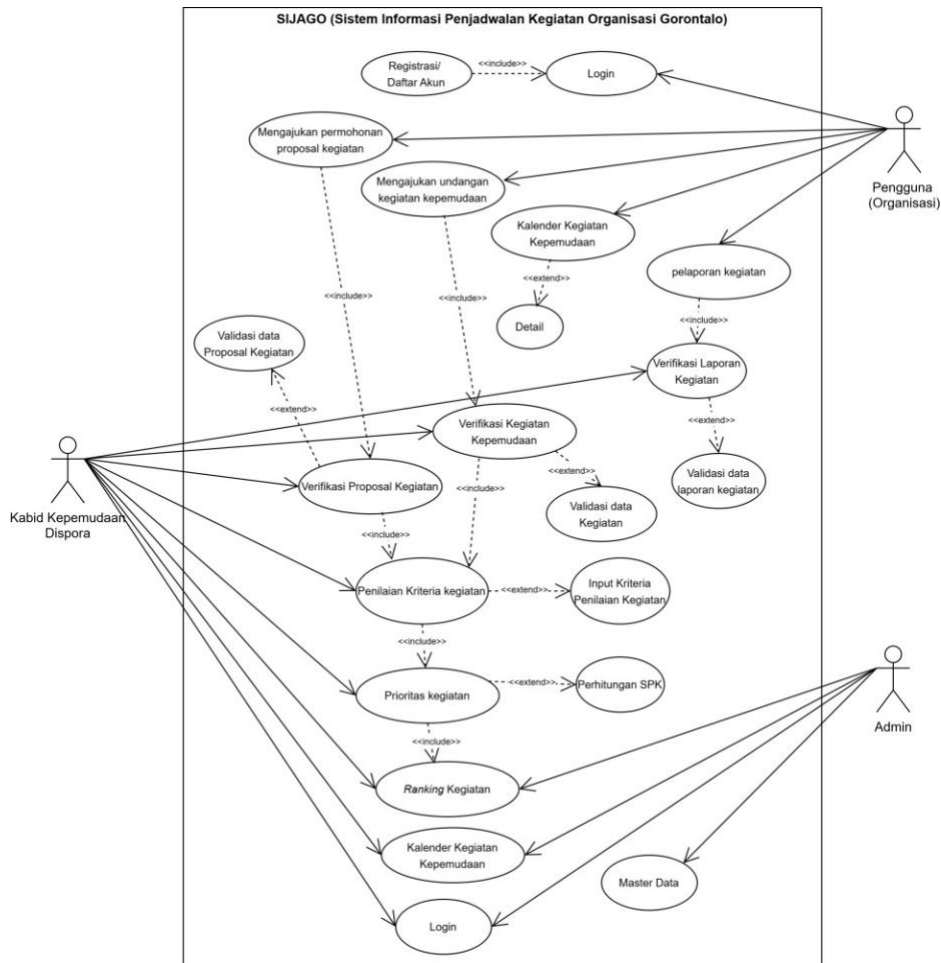 SIJAGO (Sistem Informasi Penjadwalan Kegiatan Organisasi Gorontalo)
Registrasi/
Daftar Akun
<<include>>
Login
Mengajukan permohonan
proposal kegiatan
Mengajukan undangan
kegiatan kepemudaan
Pengguna
(Organisasi)
Kalender Kegiatan
Kepemudaan
pelaporan kegiatan
<<include>>
<<extend>>
<<include>>
Detail
<<include>>
Validasi data
Proposal Kegiatan
Verifikasi Laporan
Kegiatan
<<extend>>
Verifikasi Kegiatan
Kepemudaan
<<extend>>
Kabid Kepemudaan
Dispora
Verifikasi Proposal Kegiatan
<<include>>
<<extend>>
Validasi data
laporan kegiatan
Validasi data
Kegiatan
<<include>>
Penilaian Kriteria kegiatan
<<extend>>
Input Kriteria
Penilaian Kegiatan
<<include>>
Prioritas kegiatan
<<extend>>
Perhitungan SPK
Admin
<<include>>
Ranking Kegiatan
Kalender Kegiatan
Kepemudaan
Master Data
Login